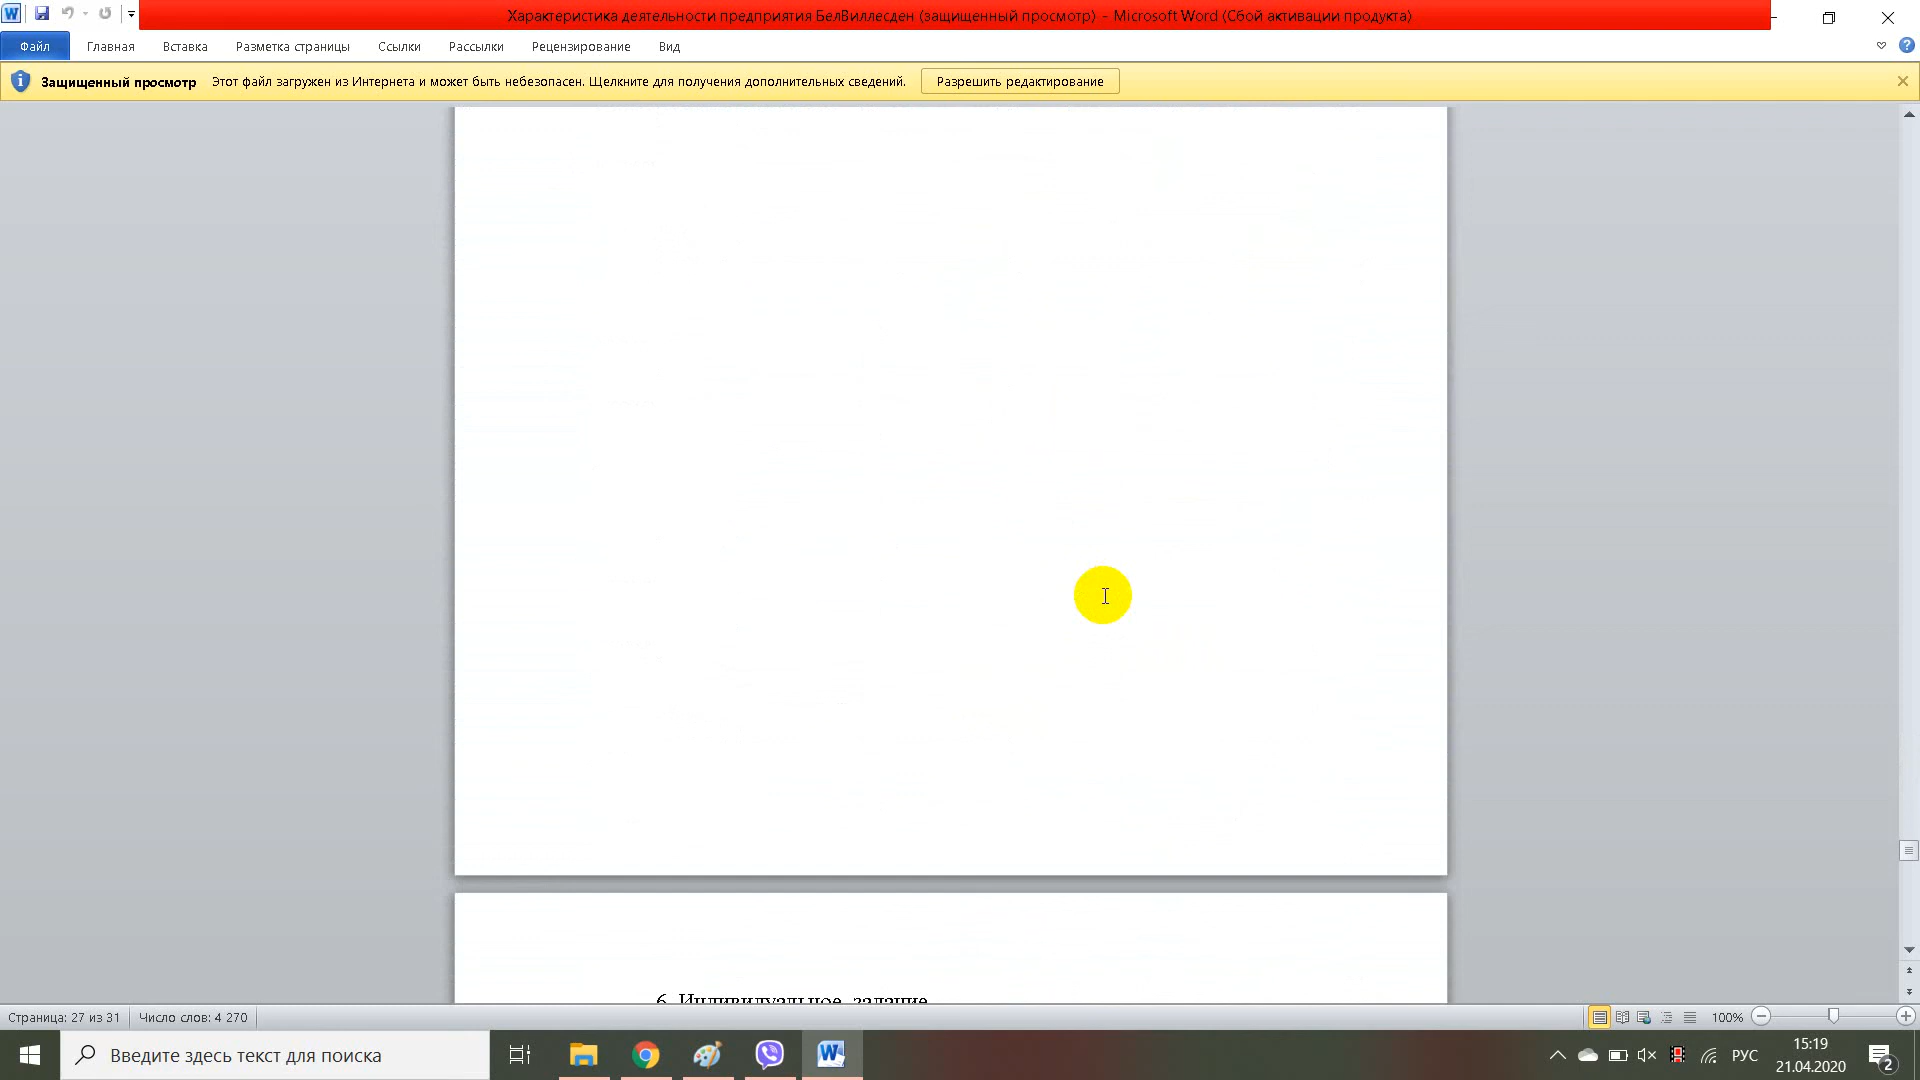 Характеристика деятельности предприятия БелВиллесден (защищенный просмотр) - Microsoft Word (Сбой активации продукта)
Файл Главная Вставка Разметка страницы Ссылки Рассылки Рецензирование Вид
Защищенный просмотр Этот файл загружен из Интернета и может быть небезопасен. Щелкните для получения дополнительных сведений. Разрешить редактирование
6. Индивидуальное задание
Страница: 27 из 31 Число слов: 4 270 100%
Введите здесь текст для поиска РУС 15:19
21.04.2020 2